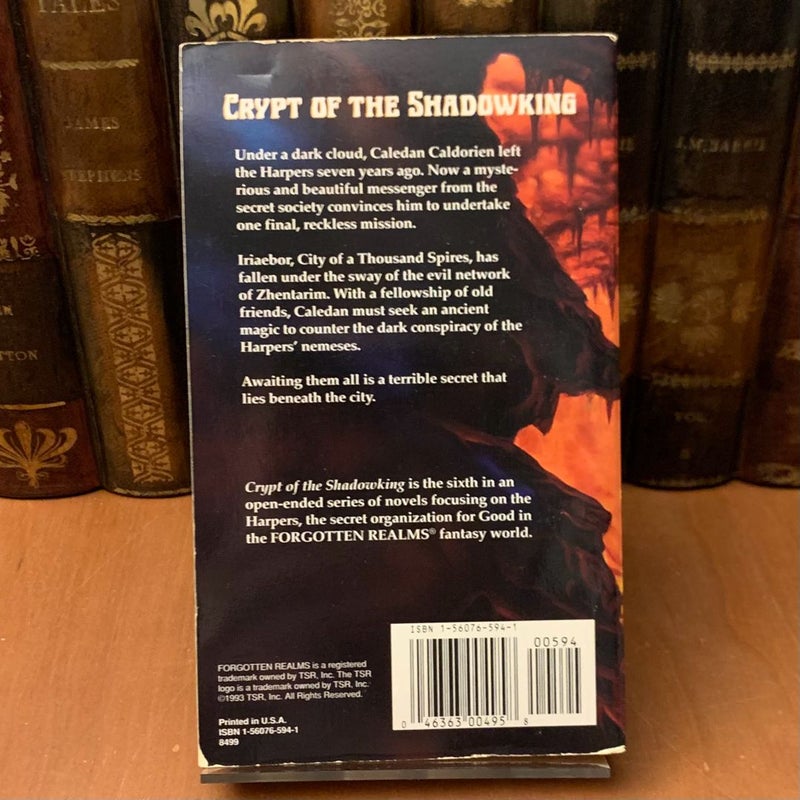 TALES
JAMES
STEPHENS
TTON
J.M. BARRIE
VOL.
CRYPT OF THE SHADOWKING
Under a dark cloud, Caledan Caldorien left
the Harpers seven years ago. Now a myste-
rious and beautiful messenger from the
secret society convinces him to undertake
one final, reckless mission.
Iriaebor, City of a Thousand Spires, has
fallen under the sway of the evil network
of Zhentarim. With a fellowship of old
friends, Caledan must seek an ancient
magic to counter the dark conspiracy of the
Harpers' nemeses.
Awaiting them all is a terrible secret that
lies beneath the city.
Crypt of the Shadowking is the sixth in an
open-ended series of novels focusing on the
Harpers, the secret organization for Good in
the FORGOTTEN REALMS® fantasy world.
FORGOTTEN REALMS is a registered
trademark owned by TSR, Inc. The TSR
logo is a trademark owned by TSR, Inc.
©1993 TSR, Inc. All Rights Reserved.
Printed in U.S.A.
ISBN 1-56076-594-1
8499
ISBN 1-56076-594-1
00594
0 46363 00495 8